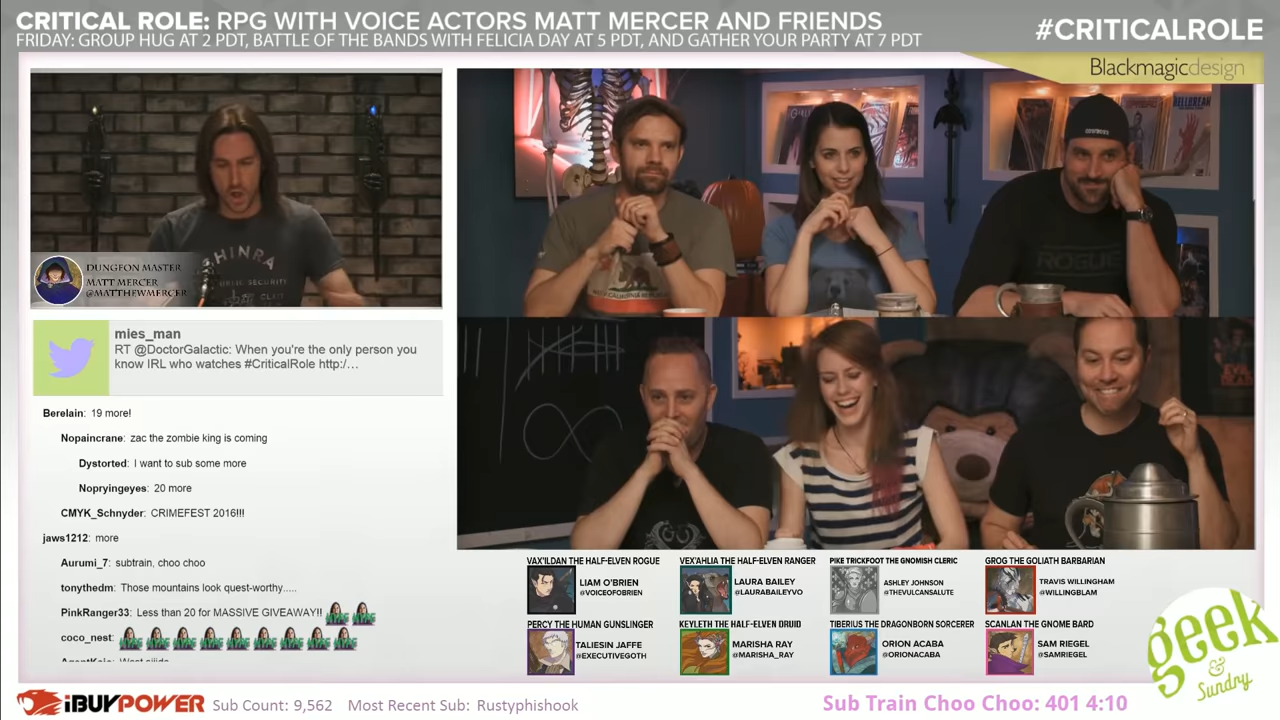 CRITICAL ROLE: RPG WITH VOICE ACTORS MATT MERCER AND FRIENDS
FRIDAY: GROUP HUG AT 2 PDT, BATTLE OF THE BANDS WITH FELICIA DAY AT 5 PDT, AND GATHER YOUR PARTY AT 7 PDT
#CRITICALROLE
Blackmagicdesign
SHINRA
DUNGEON MASTER
MATT MERCER
@MATTHEWMERCER
HELLBREAK
ROGUE
CALIFORNIA REPUBLIC
mies_man
RT @DoctorGalactic: When you're the only person you
know IRL who watches #CriticalRole http:/…
Berelain: 19 more!
Nopaincrane: zac the zombie king is coming
Dystorted: I want to sub some more
Nopryingeyes: 20 more
CMYK_Schnyder: CRIMEFEST 2016!!!
jaws1212: more
Aurumi_7: subtrain, choo choo
tonythedm: Those mountains look quest-worthy.....
PinkRanger33: Less than 20 for MASSIVE GIVEAWAY!!
coco_nest:
VAX'ILDAN THE HALF-ELVEN ROGUE
LIAM O'BRIEN
@VOICEOFOBRIEN
VEX'AHLIA THE HALF-ELVEN RANGER
LAURA BAILEY
@LAURABAILEYVO
PIKE TRICKFOOT THE GNOMISH CLERIC
ASHLEY JOHNSON
@THEVULCANSALUTE
GROG THE GOLIATH BARBARIAN
TRAVIS WILLINGHAM
@WILLINGBLAM
PERCY THE HUMAN GUNSLINGER
TALIESIN JAFFE
@EXECUTIVEGOTH
KEYLETH THE HALF-ELVEN DRUID
MARISHA RAY
@MARISHA_RAY
TIBERIUS THE DRAGONBORN SORCERER
ORION ACABA
@ORIONACABA
SCANLAN THE GNOME BARD
SAM RIEGEL
@SAMRIEGEL
geek
&
Sundry
iBUYPOWER
Sub Count: 9,562 Most Recent Sub: Rustyphishook
Sub Train Choo Choo: 401 4:10